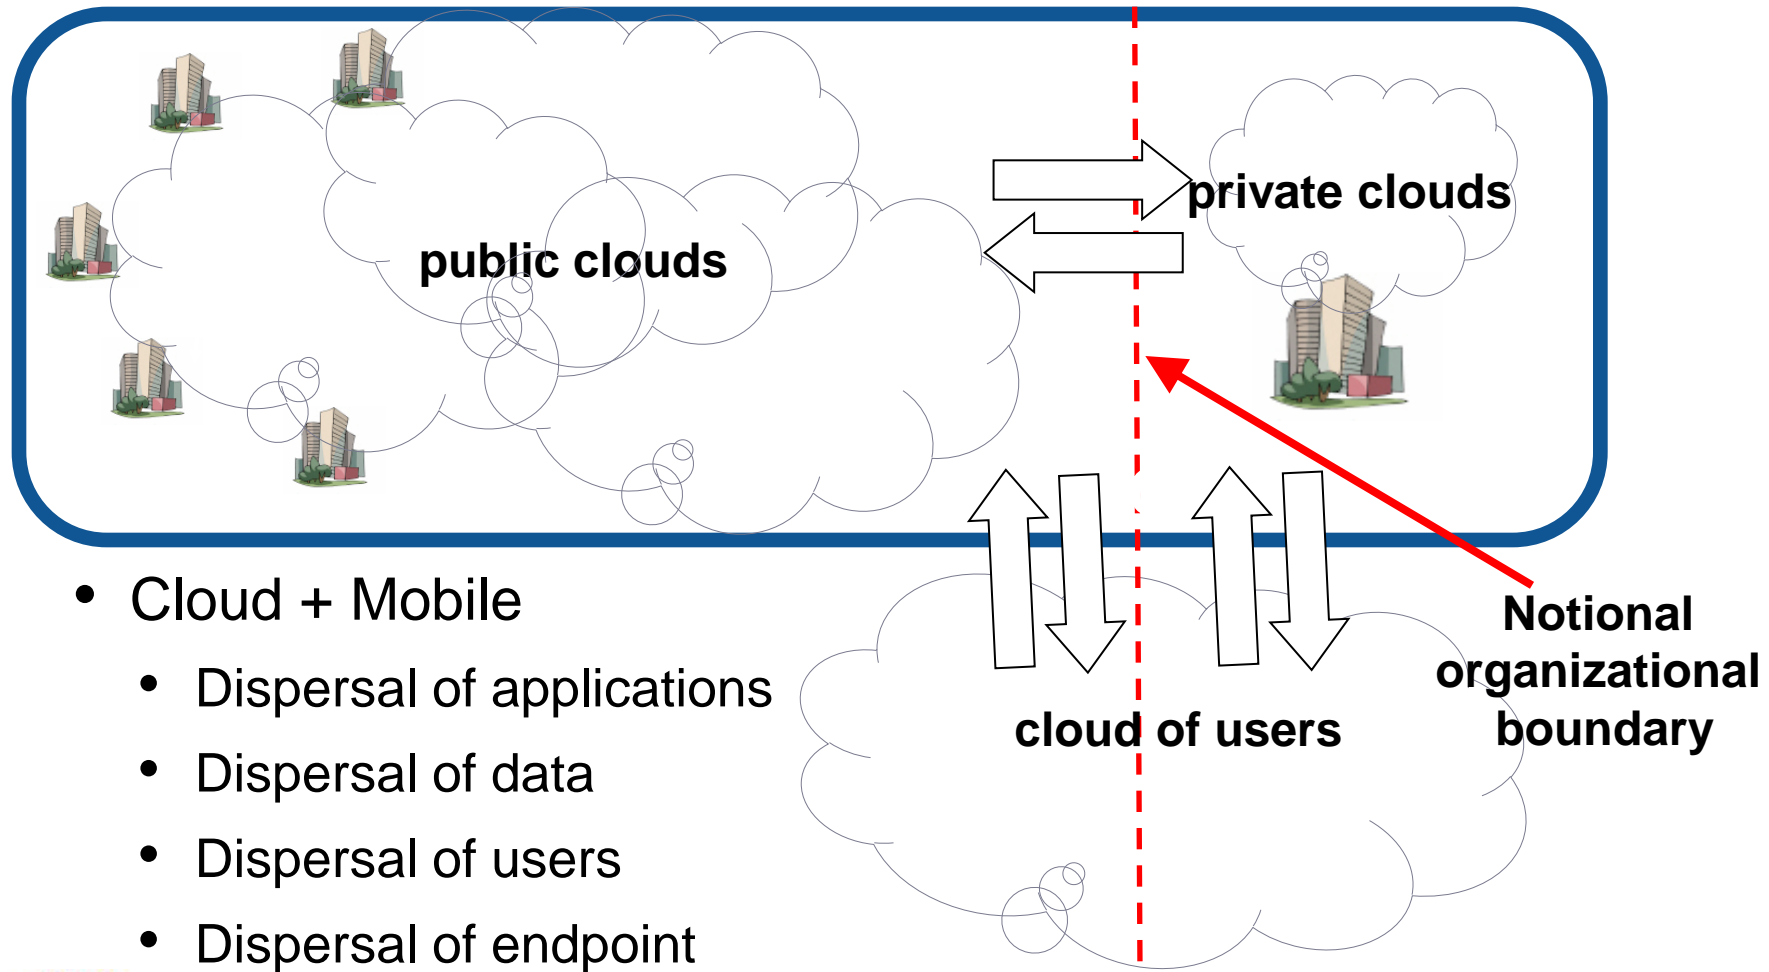 private clouds
public clouds
• Cloud + Mobile
• Dispersal of applications
• Dispersal of data
• Dispersal of users
• Dispersal of endpoint
cloud of users
Notional
organizational
boundary